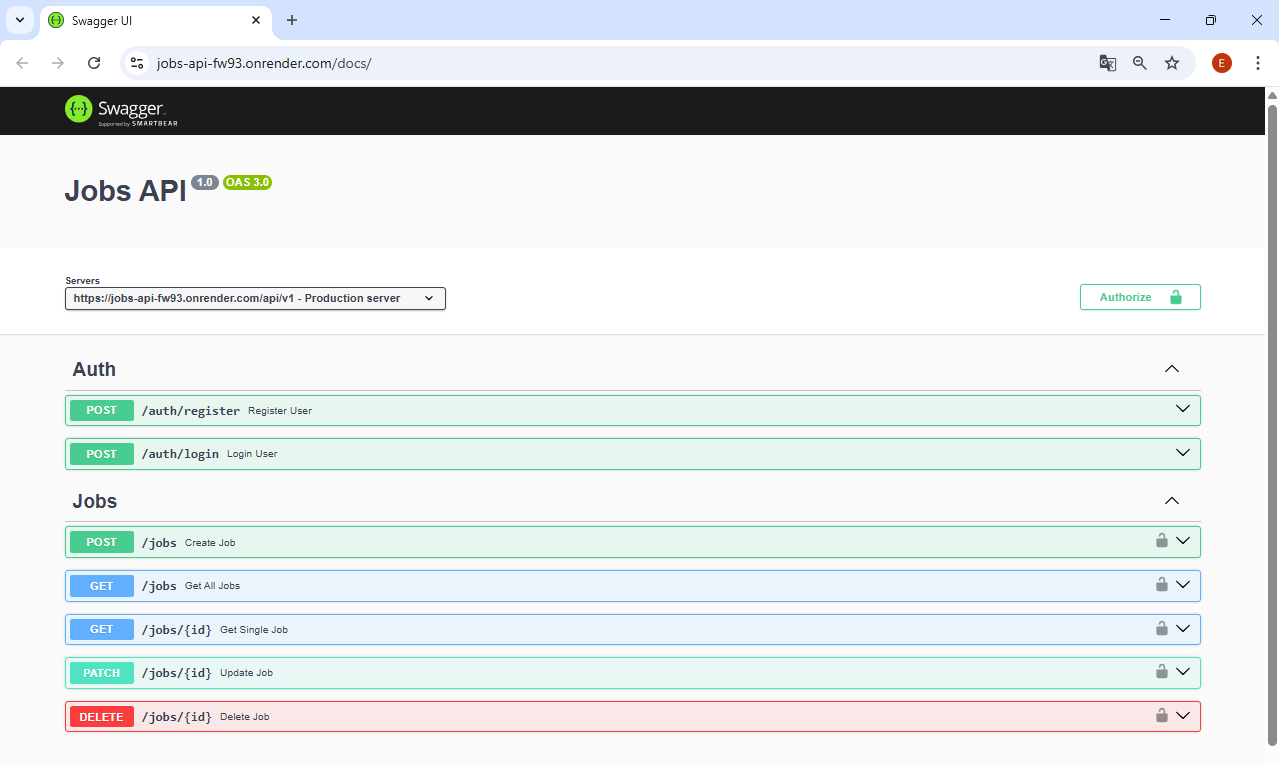 Swagger UI
jobs-api-fw93.onrender.com/docs/
E
Swagger
Supported by SMARTBEAR
Jobs API 1.0 OAS 3.0
Servers
https://jobs-api-fw93.onrender.com/api/v1 - Production server
Authorize
Auth
POST /auth/register Register User
POST /auth/login Login User
Jobs
POST /jobs Create Job
GET /jobs Get All Jobs
GET /jobs/{id} Get Single Job
PATCH /jobs/{id} Update Job
DELETE /jobs/{id} Delete Job